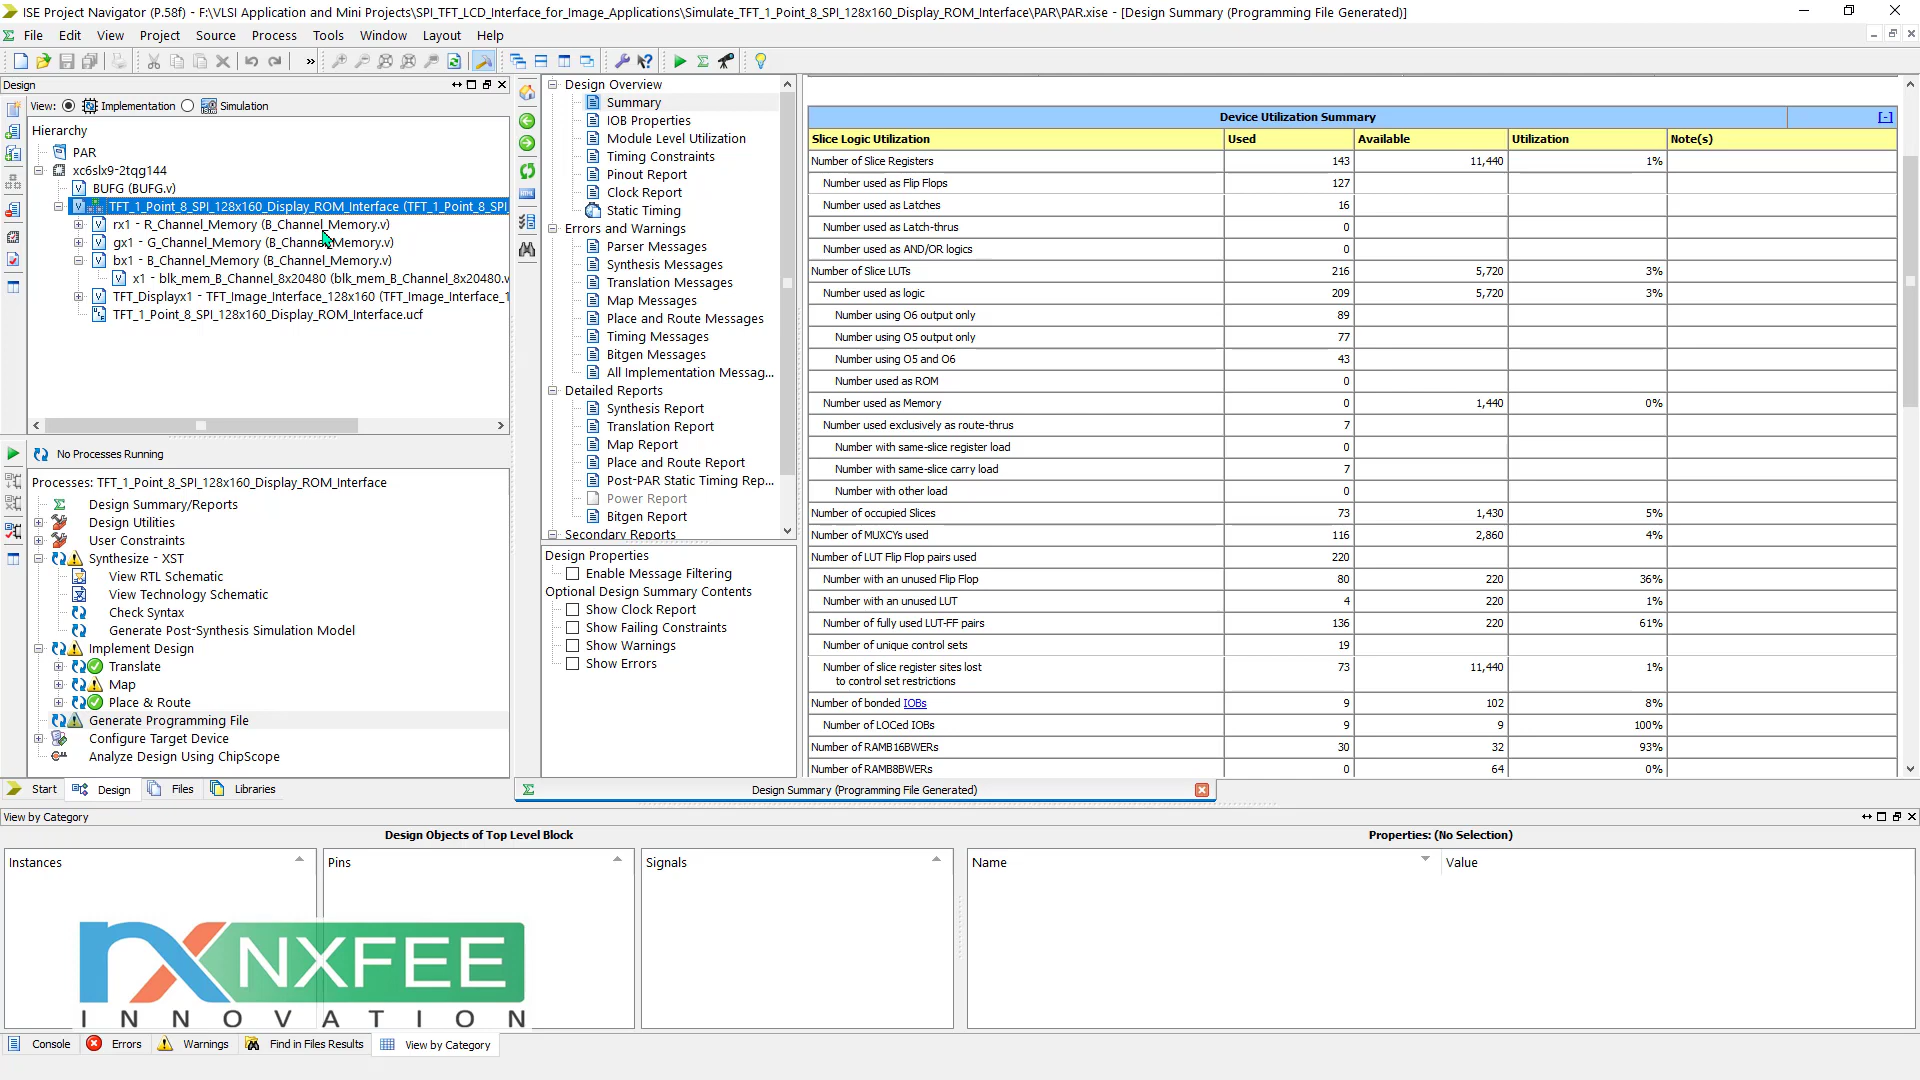 ISE Project Navigator (P.58f) - F:\VLSI Application and Mini Projects\SPI_TFT_LCD_Interface_for_Image_Applications\Simulate_TFT_1_Point_8_SPI_128x160_Display_ROM_Interface\PAR\PAR.xise - [Design Summary (Programming File Generated)]
File Edit View Project Source Process Tools Window Layout Help
»
Design
View: Implementation Simulation
Hierarchy
PAR
xc6slx9-2tqg144
BUFG (BUFG.v)
TFT_1_Point_8_SPI_128x160_Display_ROM_Interface (TFT_1_Point_8_SPI_
rx1 - R_Channel_Memory (B_Channel_Memory.v)
gx1 - G_Channel_Memory (B_Channel_Memory.v)
bx1 - B_Channel_Memory (B_Channel_Memory.v)
x1 - blk_mem_B_Channel_8x20480 (blk_mem_B_Channel_8x20480.v
TFT_Displayx1 - TFT_Image_Interface_128x160 (TFT_Image_Interface_1
TFT_1_Point_8_SPI_128x160_Display_ROM_Interface.ucf
No Processes Running
Processes: TFT_1_Point_8_SPI_128x160_Display_ROM_Interface
Design Summary/Reports
Design Utilities
User Constraints
Synthesize - XST
View RTL Schematic
View Technology Schematic
Check Syntax
Generate Post-Synthesis Simulation Model
Implement Design
Translate
Map
Place & Route
Generate Programming File
Configure Target Device
Analyze Design Using ChipScope
Start Design Files Libraries
Design Overview
Summary
IOB Properties
Module Level Utilization
Timing Constraints
Pinout Report
Clock Report
Static Timing
Errors and Warnings
Parser Messages
Synthesis Messages
Translation Messages
Map Messages
Place and Route Messages
Timing Messages
Bitgen Messages
All Implementation Messag...
Detailed Reports
Synthesis Report
Translation Report
Map Report
Place and Route Report
Post-PAR Static Timing Rep...
Power Report
Bitgen Report
Secondary Reports
Design Properties
Enable Message Filtering
Optional Design Summary Contents
Show Clock Report
Show Failing Constraints
Show Warnings
Show Errors
Device Utilization Summary [-]
Slice Logic Utilization Used Available Utilization Note(s)
Number of Slice Registers 143 11,440 1%
Number used as Flip Flops 127
Number used as Latches 16
Number used as Latch-thrus 0
Number used as AND/OR logics 0
Number of Slice LUTs 216 5,720 3%
Number used as logic 209 5,720 3%
Number using O6 output only 89
Number using O5 output only 77
Number using O5 and O6 43
Number used as ROM 0
Number used as Memory 0 1,440 0%
Number used exclusively as route-thrus 7
Number with same-slice register load 0
Number with same-slice carry load 7
Number with other load 0
Number of occupied Slices 73 1,430 5%
Number of MUXCYs used 116 2,860 4%
Number of LUT Flip Flop pairs used 220
Number with an unused Flip Flop 80 220 36%
Number with an unused LUT 4 220 1%
Number of fully used LUT-FF pairs 136 220 61%
Number of unique control sets 19
Number of slice register sites lost 73 11,440 1%
to control set restrictions
Number of bonded IOBs 9 102 8%
Number of LOCed IOBs 9 9 100%
Number of RAMB16BWERs 30 32 93%
Number of RAMB8BWERs 0 64 0%
Design Summary (Programming File Generated)
View by Category
Design Objects of Top Level Block Properties: (No Selection)
Instances Pins Signals Name Value
NXFEE
INNOVATION
Console Errors Warnings Find in Files Results View by Category